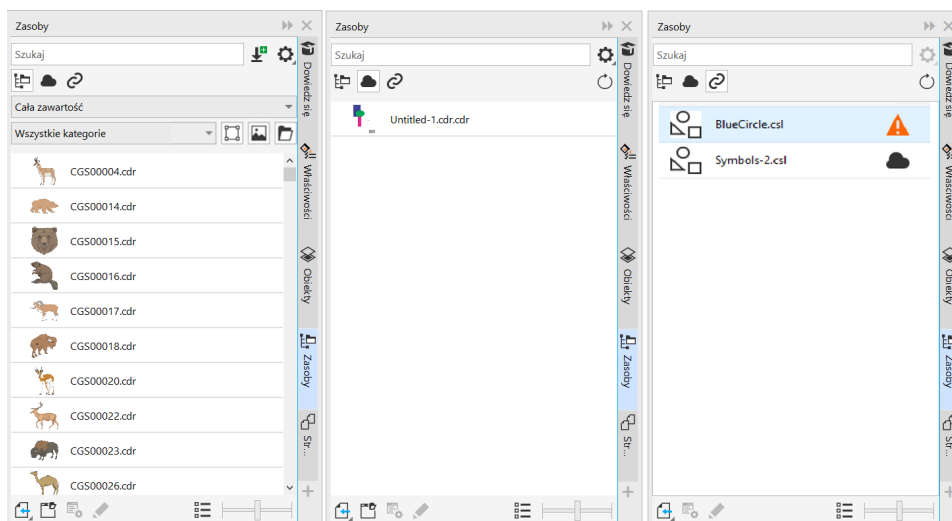 Zasoby
Szukaj
Cała zawartość
Wszystkie kategorie
CGS00004.cdr
CGS00014.cdr
CGS00015.cdr
CGS00016.cdr
CGS00017.cdr
CGS00018.cdr
CGS00020.cdr
CGS00022.cdr
CGS00023.cdr
CGS00026.cdr
Dowiedz się
Właściwości
Obiekty
Zasoby
Str...
Zasoby
Szukaj
Untitled-1.cdr.cdr
Dowiedz się
Właściwości
Obiekty
Zasoby
Str...
Zasoby
Szukaj
BlueCircle.csl
Symbols-2.csl
Dowiedz się
Właściwości
Obiekty
Zasoby
Str...